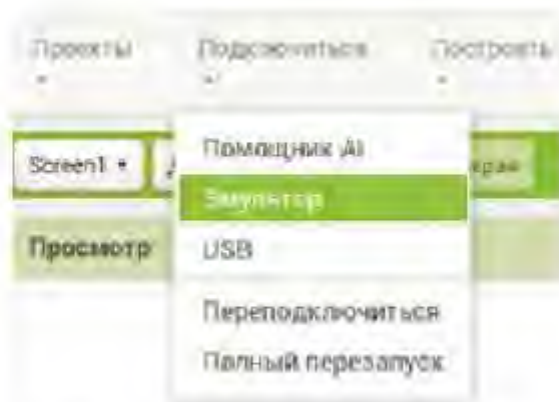 Проекты Подключиться Построить
Помощник AI
Screen1
Эмулятор
Просмотр USB
Переподключиться
Полный перезапуск